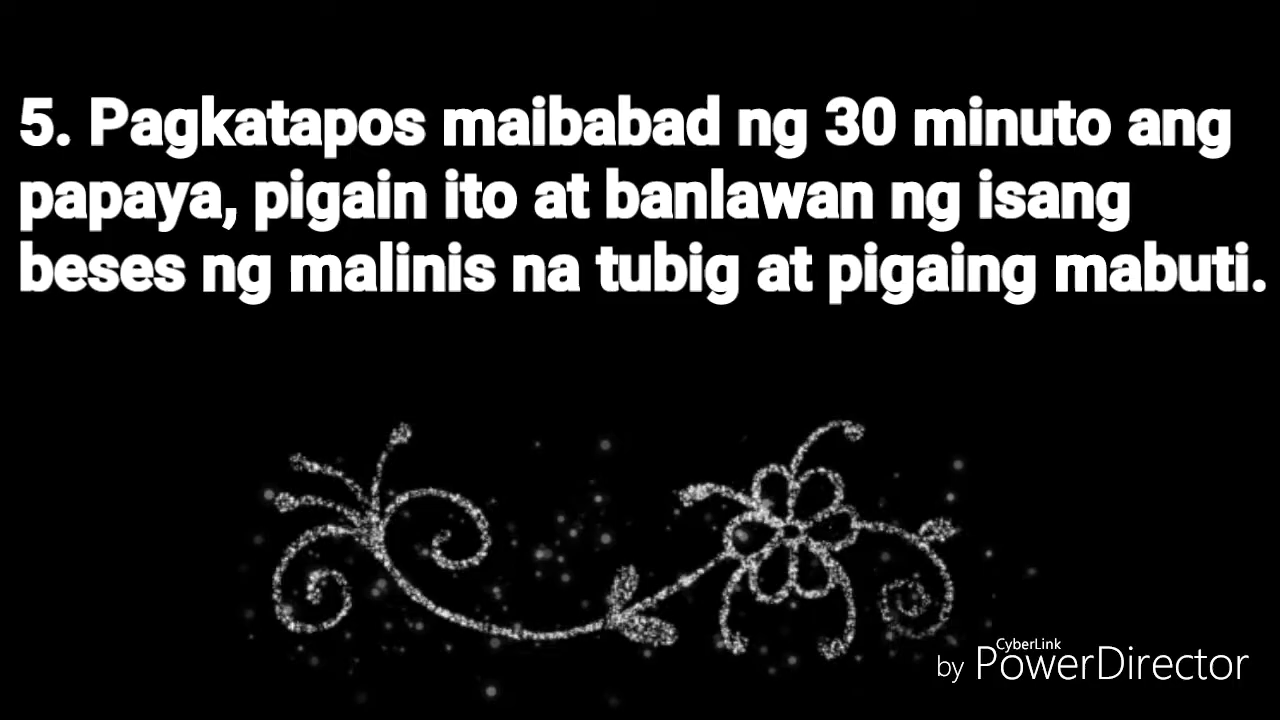 5. Pagkatapos maibabad ng 30 minuto ang
papaya, pigain ito at banlawan ng isang
beses ng malinis na tubig at pigaing mabuti.
CyberLink
by PowerDirector